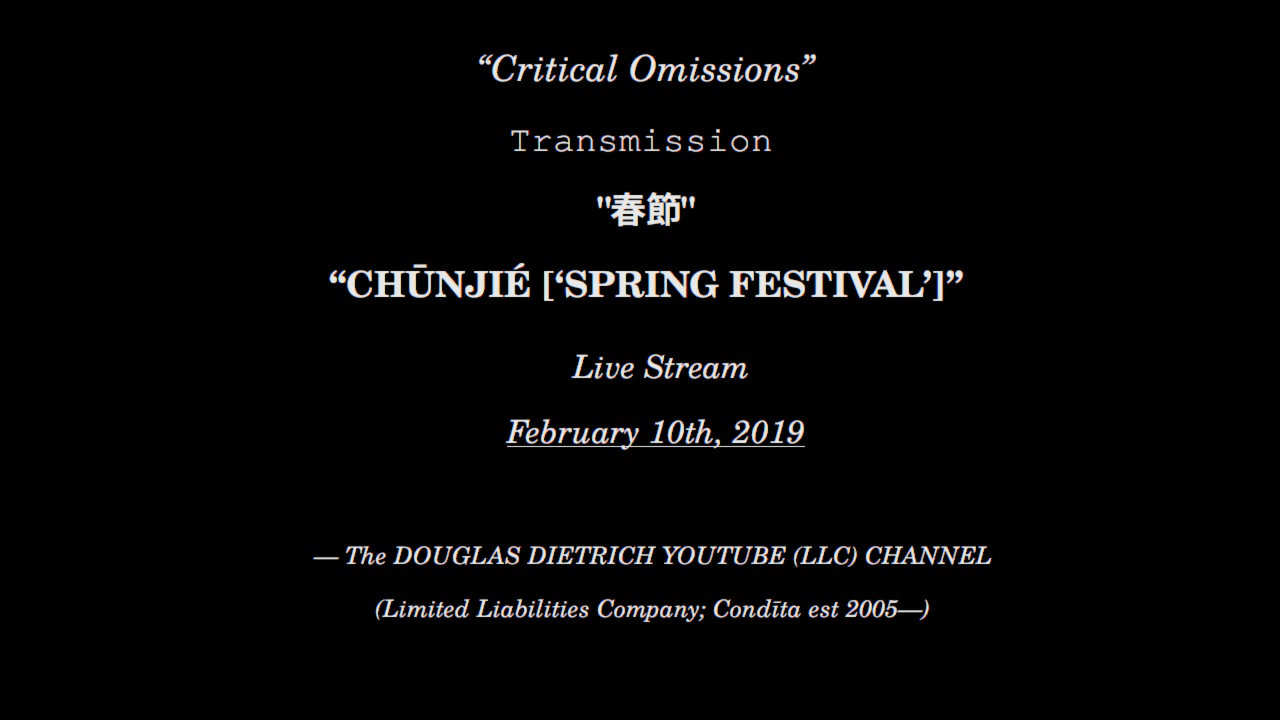 “Critical Omissions”
Transmission
"春節"
“CHŪNJIÉ [‘SPRING FESTIVAL’]”
Live Stream
February 10th, 2019
— The DOUGLAS DIETRICH YOUTUBE (LLC) CHANNEL
(Limited Liabilities Company; Condīta est 2005—)